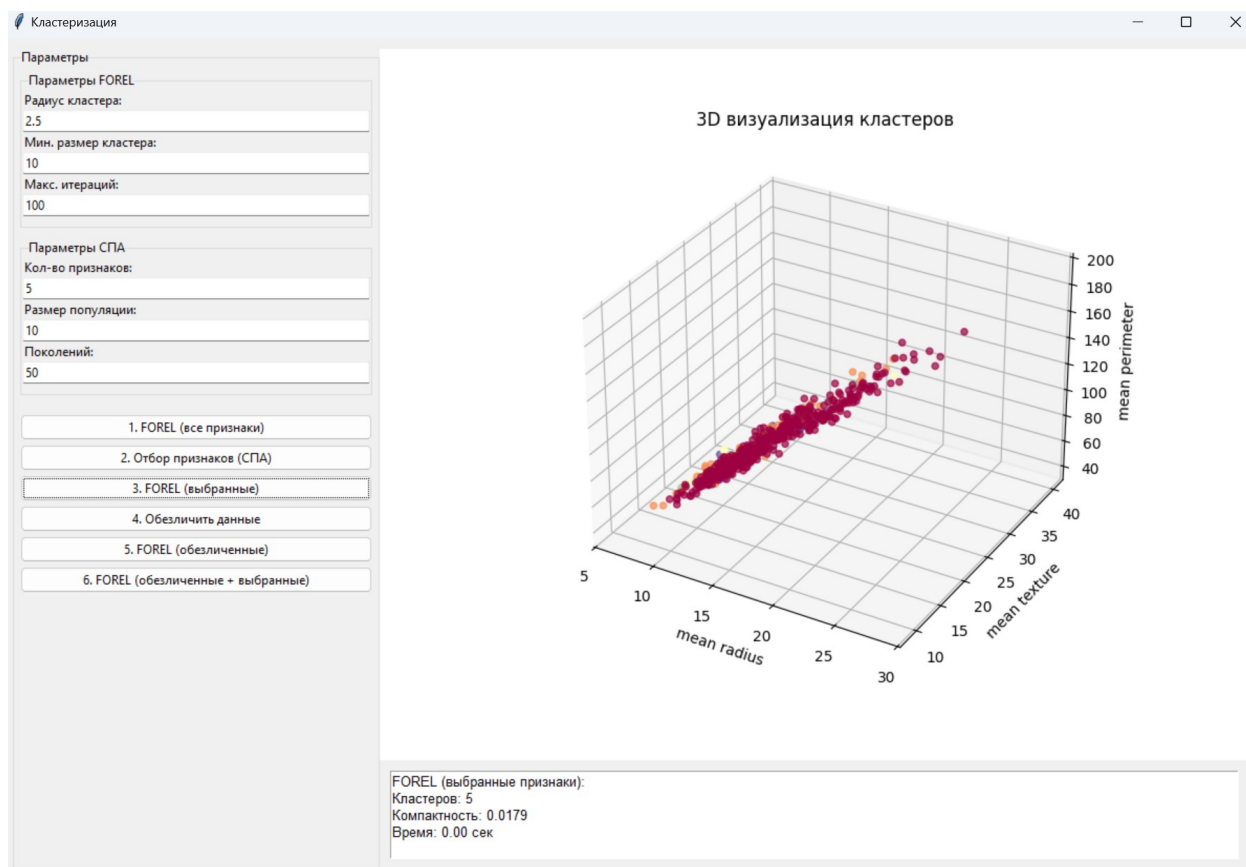 Кластеризация
Параметры
Параметры FOREL
Радиус кластера:
2.5
Мин. размер кластера:
10
Макс. итераций:
100
Параметры СПА
Кол-во признаков:
5
Размер популяции:
10
Поколений:
50
1. FOREL (все признаки)
2. Отбор признаков (СПА)
3. FOREL (выбранные)
4. Обезличить данные
5. FOREL (обезличенные)
6. FOREL (обезличенные + выбранные)
3D визуализация кластеров
200
180
160
140
120
100
80
60
40
mean perimeter
40
35
30
25
20
15
10
mean texture
5
10
15
20
25
30
mean radius
FOREL (выбранные признаки):
Кластеров: 5
Компактность: 0.0179
Время: 0.00 сек